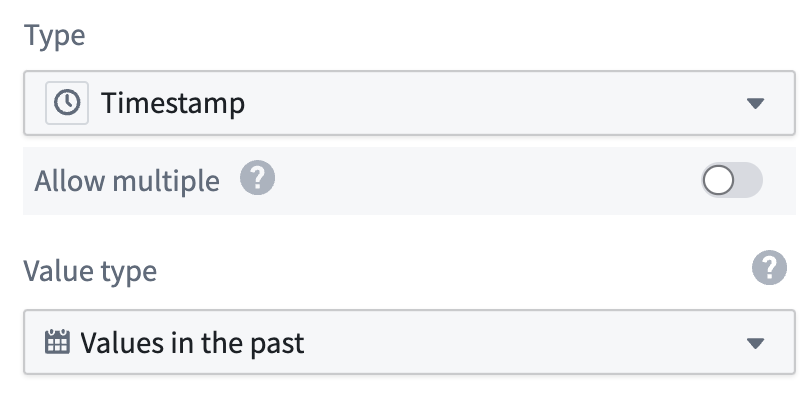 Type
Timestamp
Allow multiple ?
Value type ?
Values in the past